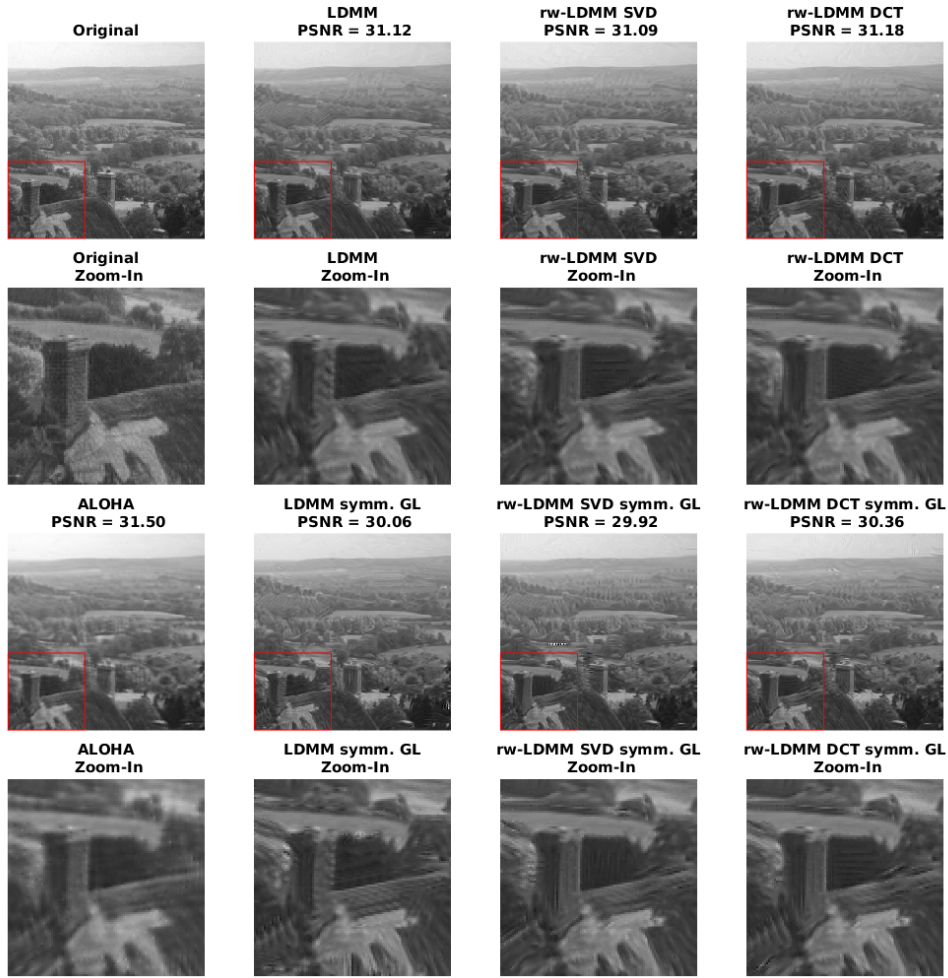 Original
LDMM
PSNR = 31.12
rw-LDMM SVD
PSNR = 31.09
rw-LDMM DCT
PSNR = 31.18
Original
Zoom-In
LDMM
Zoom-In
rw-LDMM SVD
Zoom-In
rw-LDMM DCT
Zoom-In
ALOHA
PSNR = 31.50
LDMM symm. GL
PSNR = 30.06
rw-LDMM SVD symm. GL
PSNR = 29.92
rw-LDMM DCT symm. GL
PSNR = 30.36
ALOHA
Zoom-In
LDMM symm. GL
Zoom-In
rw-LDMM SVD symm. GL
Zoom-In
rw-LDMM DCT symm. GL
Zoom-In